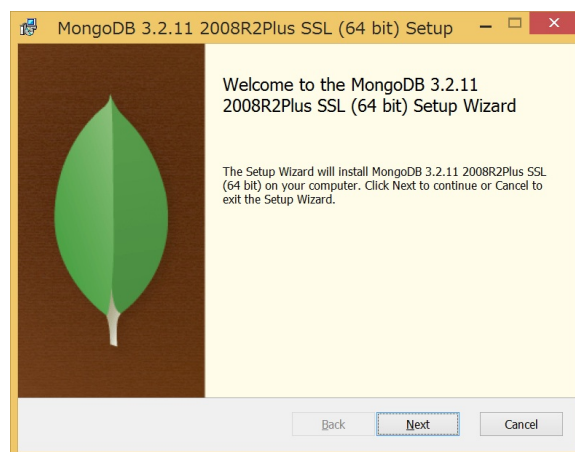 MongoDB 3.2.11 2008R2Plus SSL (64 bit) Setup
Welcome to the MongoDB 3.2.11
2008R2Plus SSL (64 bit) Setup Wizard
The Setup Wizard will install MongoDB 3.2.11 2008R2Plus SSL
(64 bit) on your computer. Click Next to continue or Cancel to
exit the Setup Wizard.
Back Next Cancel